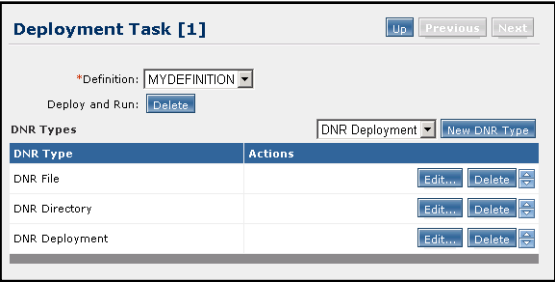 Deployment Task [1] Up Previous Next
*Definition: MYDEFINITION
Deploy and Run: Delete
DNR Types DNR Deployment New DNR Type
DNR Type Actions
DNR File Edit... Delete
DNR Directory Edit... Delete
DNR Deployment Edit... Delete